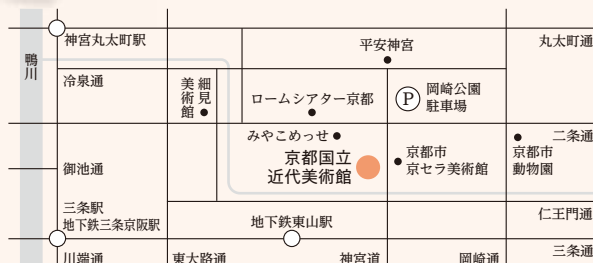 神宮丸太町駅
平安神宮
丸太町通
鴨川
冷泉通
細見
美術館
ロームシアター京都
P
岡崎公園
駐車場
みやこめっせ
二条通
京都国立
近代美術館
京都市
京セラ美術館
京都市
動物園
御池通
三条駅
地下鉄三条京阪駅
地下鉄東山駅
仁王門通
川端通
東大路通
神宮道
岡崎通
三条通